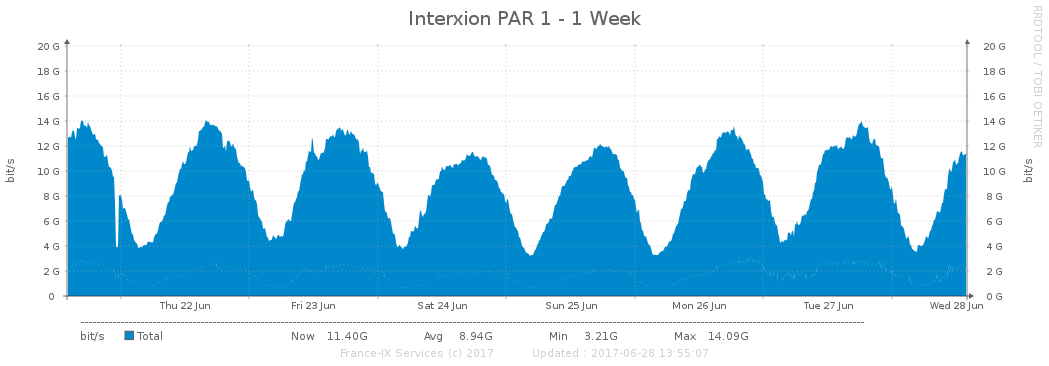 Interxion PAR 1 - 1 Week
RRDTOOL / TOBI OETIKER
20 G 20 G
18 G 18 G
16 G 16 G
14 G 14 G
12 G 12 G
10 G 10 G
8 G 8 G
6 G 6 G
4 G 4 G
2 G 2 G
0 0 G
bit/s
bit/s
Thu 22 Jun Fri 23 Jun Sat 24 Jun Sun 25 Jun Mon 26 Jun Tue 27 Jun Wed 28 Jun
bit/s Total Now 11.40G Avg 8.94G Min 3.21G Max 14.09G
France-IX Services (c) 2017 Updated : 2017-06-28 13:55:07